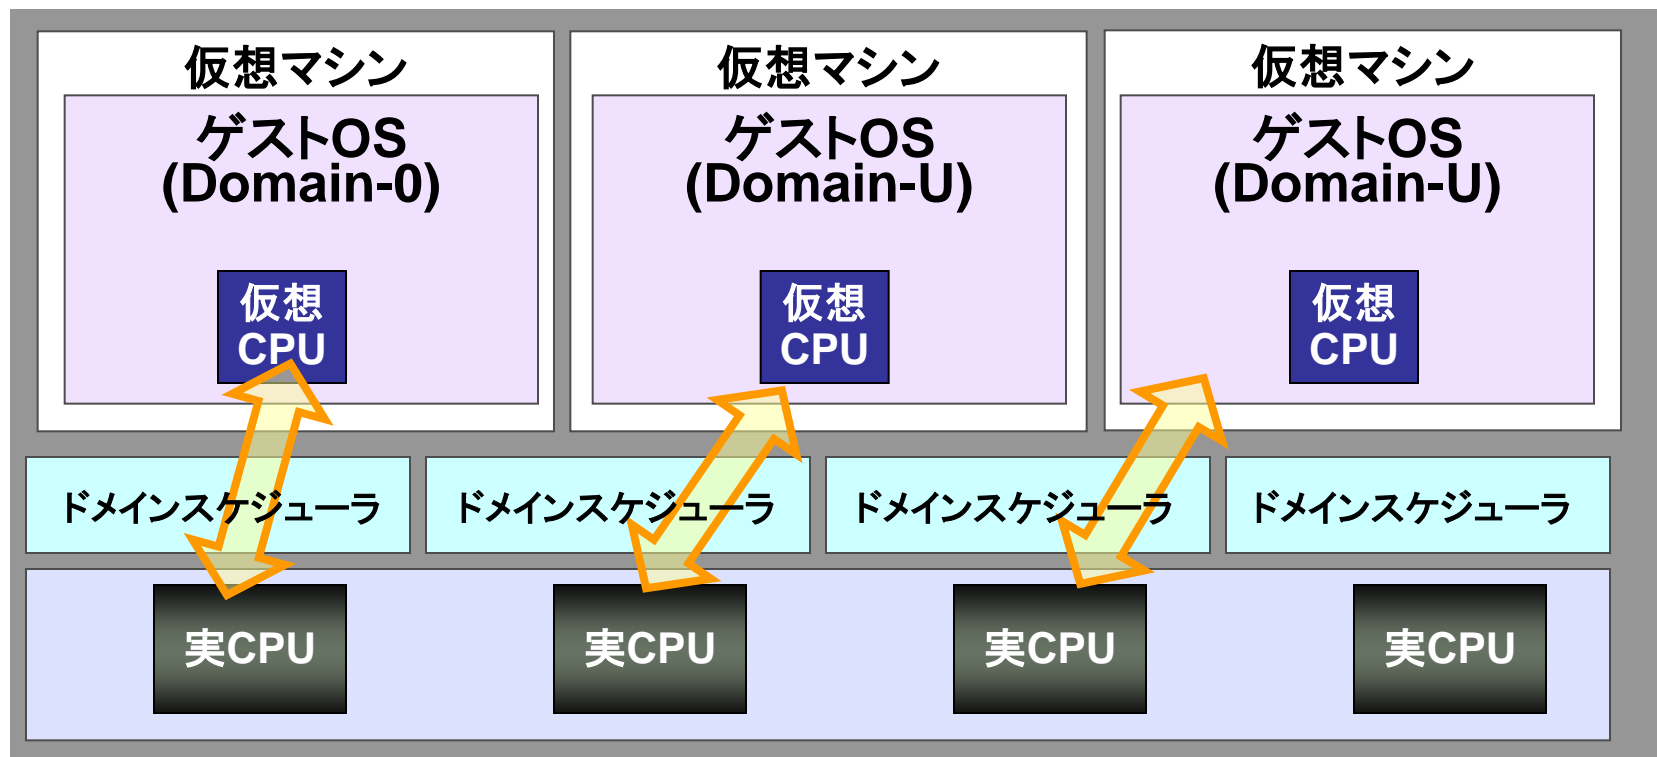 仮想マシン
ゲストOS
(Domain-0)
仮想
CPU
仮想マシン
ゲストOS
(Domain-U)
仮想
CPU
仮想マシン
ゲストOS
(Domain-U)
仮想
CPU
ドメインスケジューラ
ドメインスケジューラ
ドメインスケジューラ
ドメインスケジューラ
実CPU
実CPU
実CPU
実CPU